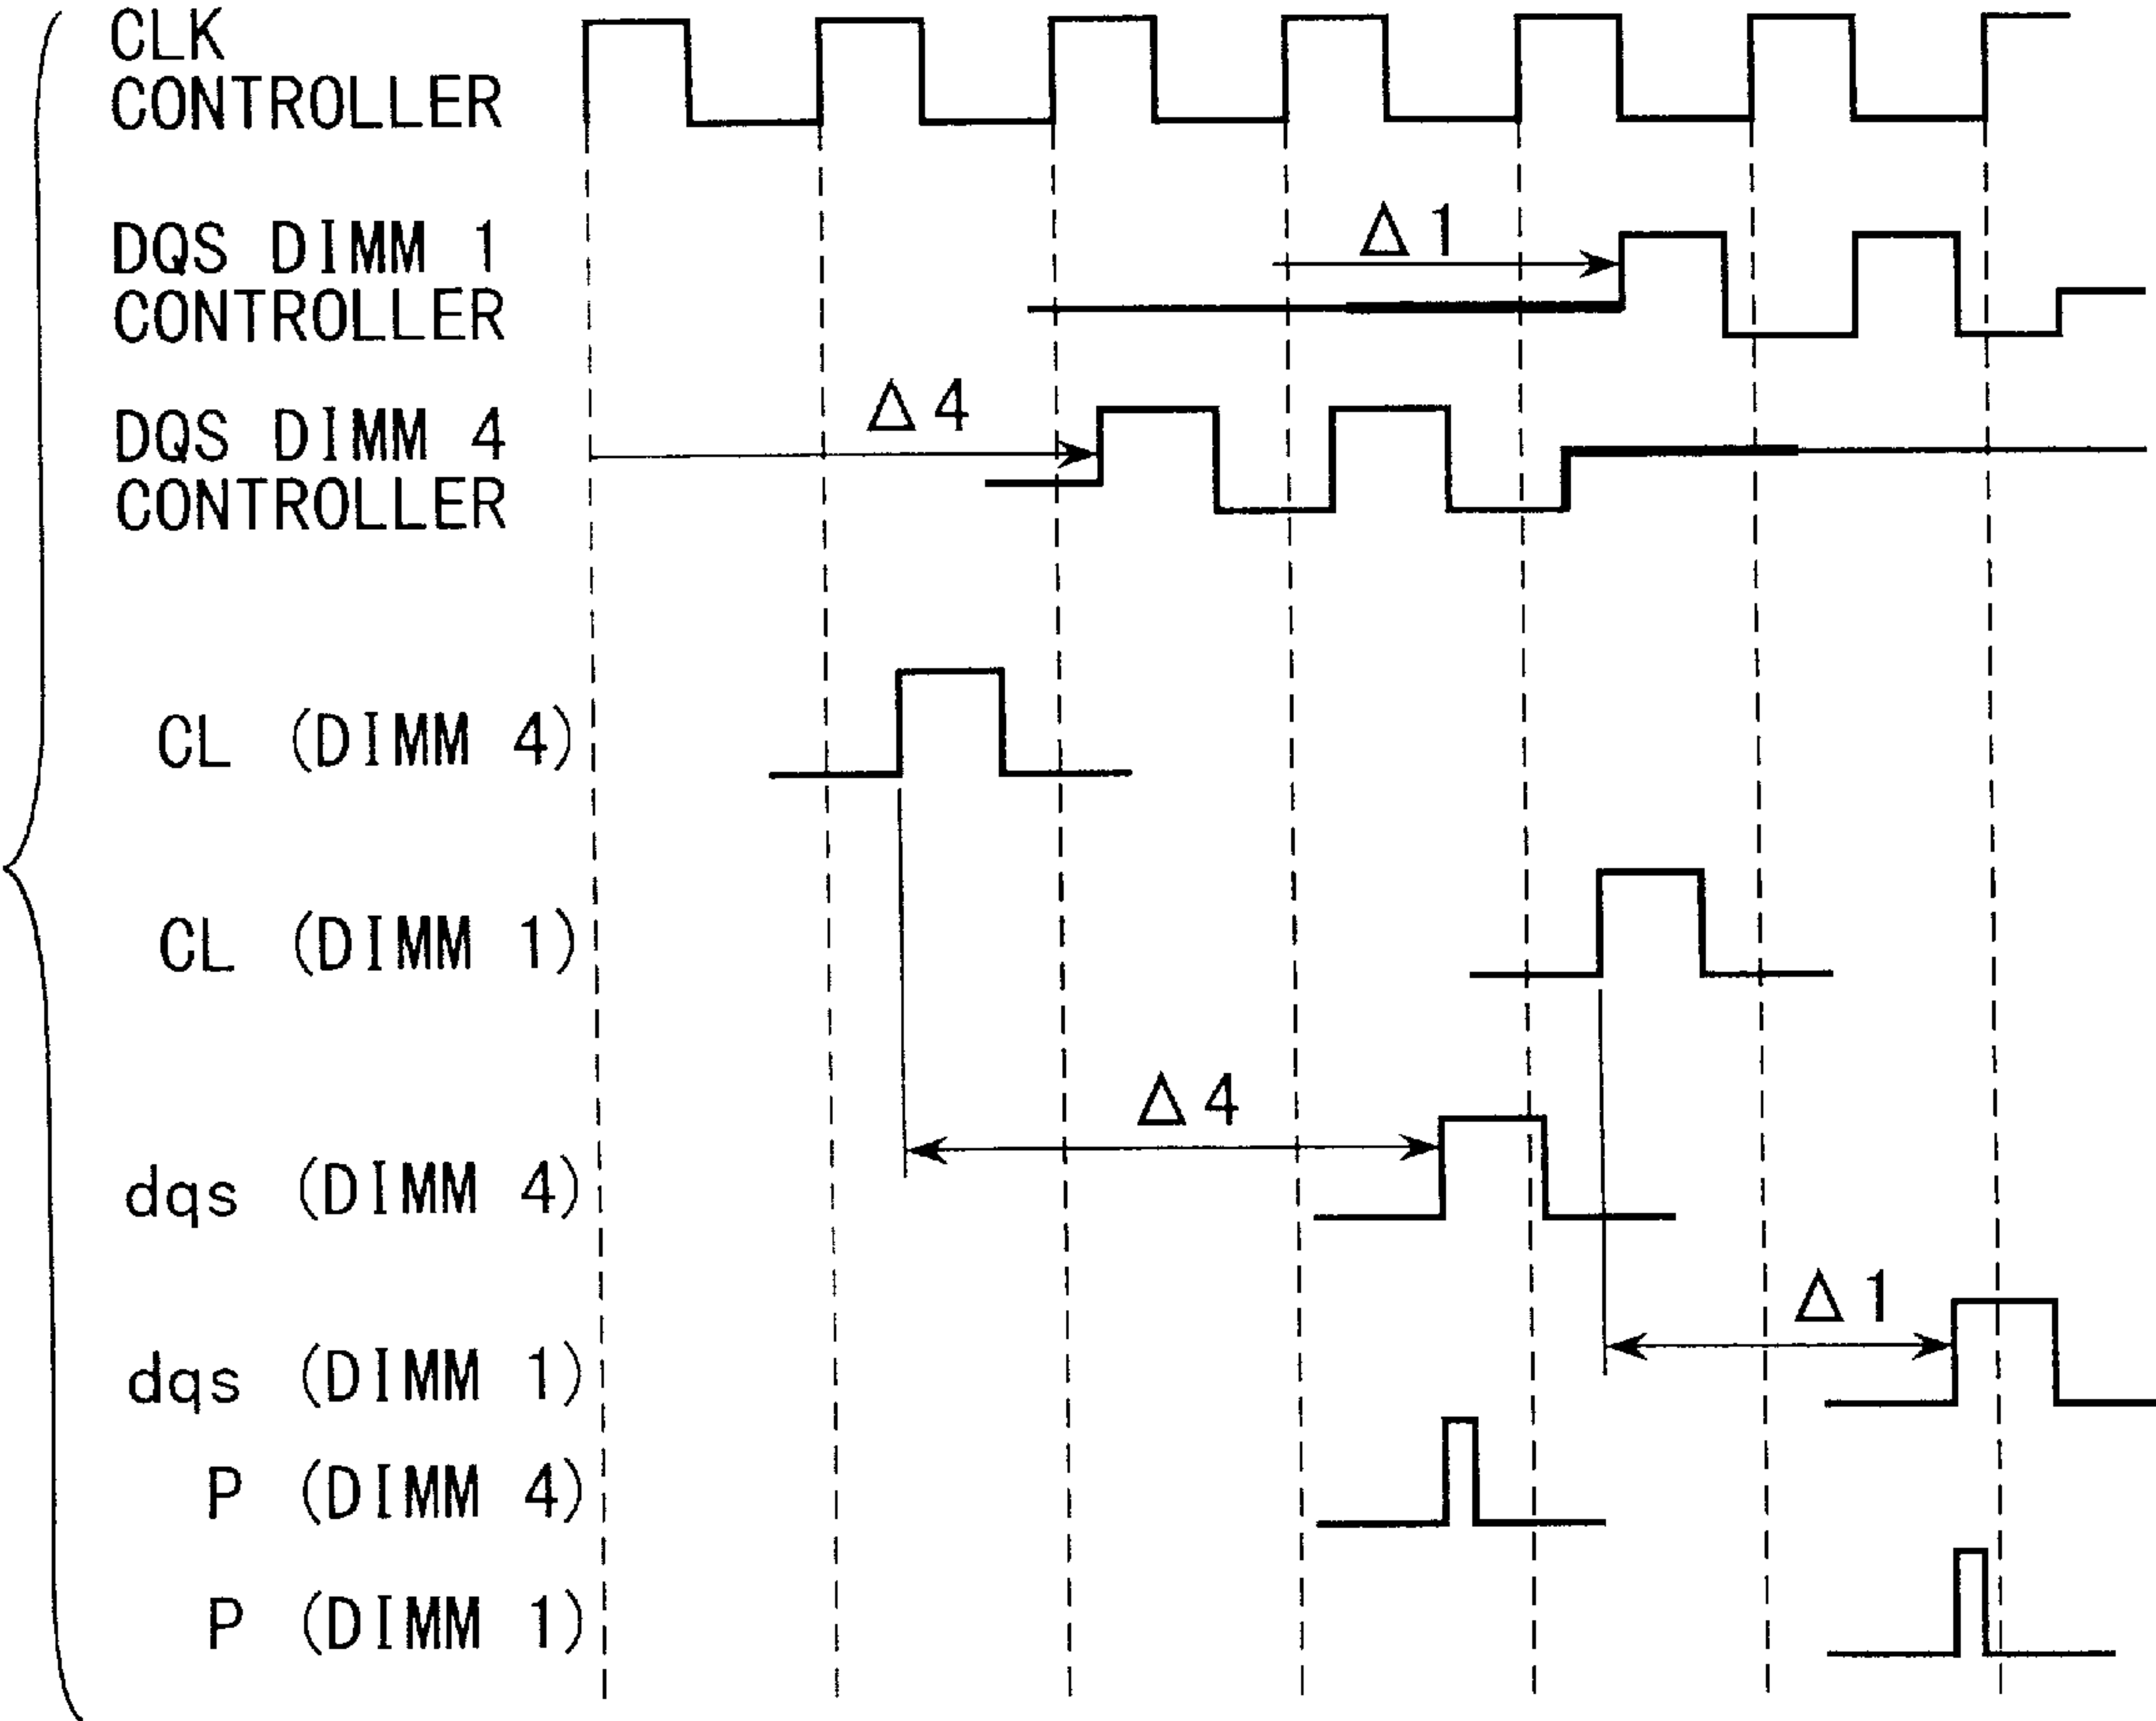 CLK
CONTROLLER
Δ1
DQS DIMM 1
CONTROLLER
Δ4
DQS DIMM 4
CONTROLLER
CL (DIMM 4)
CL (DIMM 1)
Δ4
dqs (DIMM 4)
Δ1
dqs (DIMM 1)
P (DIMM 4)
P (DIMM 1)